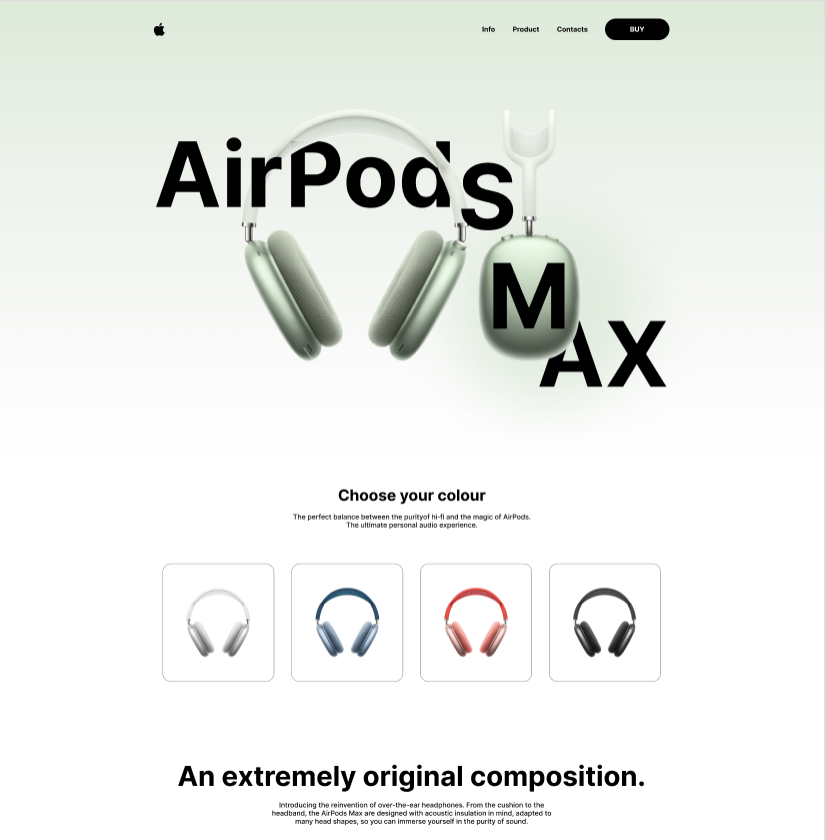 Info Product Contacts BUY
AirPods
M
AX
Choose your colour
The perfect balance between the purityof hi-fi and the magic of AirPods.
The ultimate personal audio experience.
An extremely original composition.
Introducing the reinvention of over-the-ear headphones. From the cushion to the
headband, the AirPods Max are designed with acoustic insulation in mind, adapted to
many head shapes, so you can immerse yourself in the purity of sound.